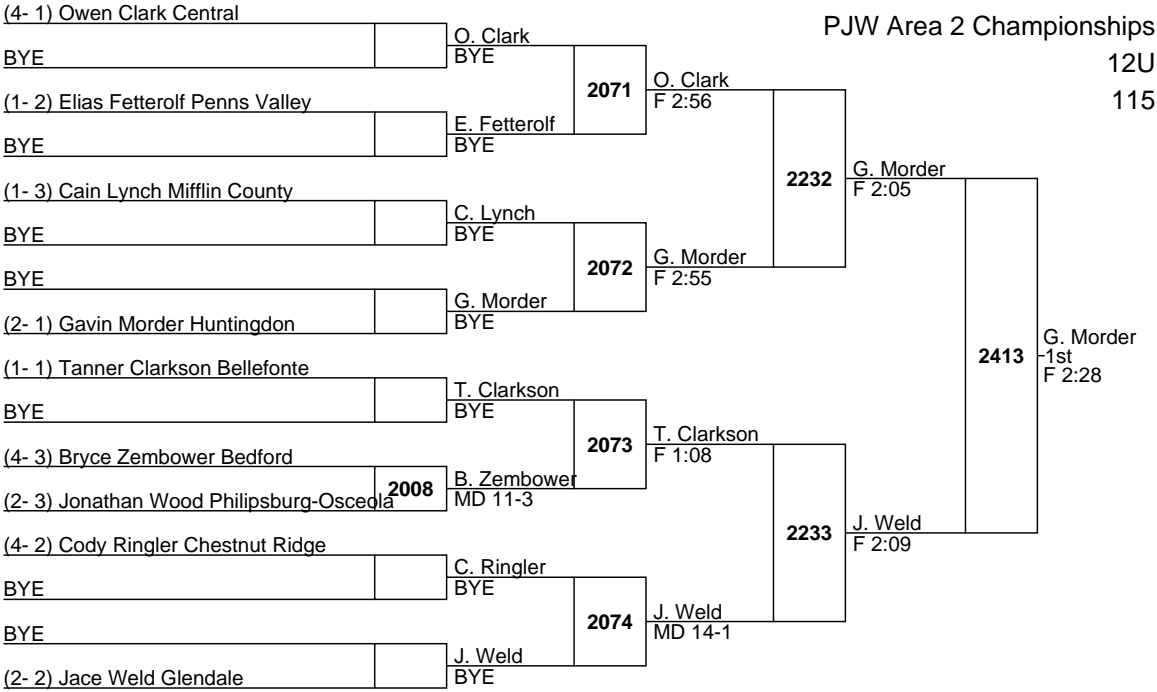 PJW Area 2 Championships
12U
115
(4- 1) Owen Clark Central
BYE
(1- 2) Elias Fetterolf Penns Valley
BYE
(1- 3) Cain Lynch Mifflin County
BYE
BYE
(2- 1) Gavin Morder Huntingdon
(1- 1) Tanner Clarkson Bellefonte
BYE
(4- 3) Bryce Zembower Bedford
(2- 3) Jonathan Wood Philipsburg-Osceola
(4- 2) Cody Ringler Chestnut Ridge
BYE
BYE
(2- 2) Jace Weld Glendale
2008
O. Clark
BYE
E. Fetterolf
BYE
C. Lynch
BYE
G. Morder
BYE
T. Clarkson
BYE
B. Zembower
MD 11-3
C. Ringler
BYE
J. Weld
BYE
2071
2072
2073
2074
O. Clark
F 2:56
G. Morder
F 2:55
T. Clarkson
F 1:08
J. Weld
MD 14-1
2232
2233
G. Morder
F 2:05
J. Weld
F 2:09
2413
G. Morder
1st
F 2:28